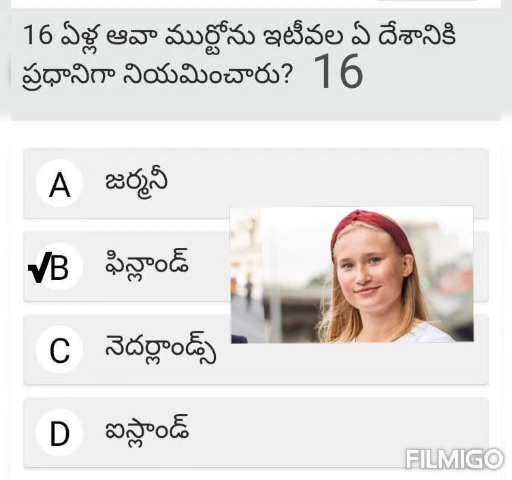 16 ఏళ్ల ఆవా ముర్టోను ఇటీవల ఏ దేశానికి
ప్రధానిగా నియమించారు? 16
A జర్మనీ
✓B ఫిన్లాండ్
C నెదర్లాండ్స్
D ఐస్లాండ్
FILMIGO